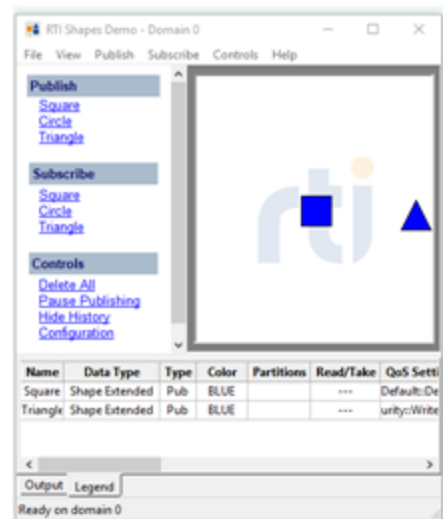 RTI Shapes Demo - Domain 0
File View Publish Subscribe Controls Help
Publish
Square
Circle
Triangle
Subscribe
Square
Circle
Triangle
Controls
Delete All
Pause Publishing
Hide History
Configuration
rti
Name Data Type Type Color Partitions Read/Take QoS Setti
Square Shape Extended Pub BLUE --- Default::De
Triangle Shape Extended Pub BLUE --- urity::Write
Output Legend
Ready on domain 0